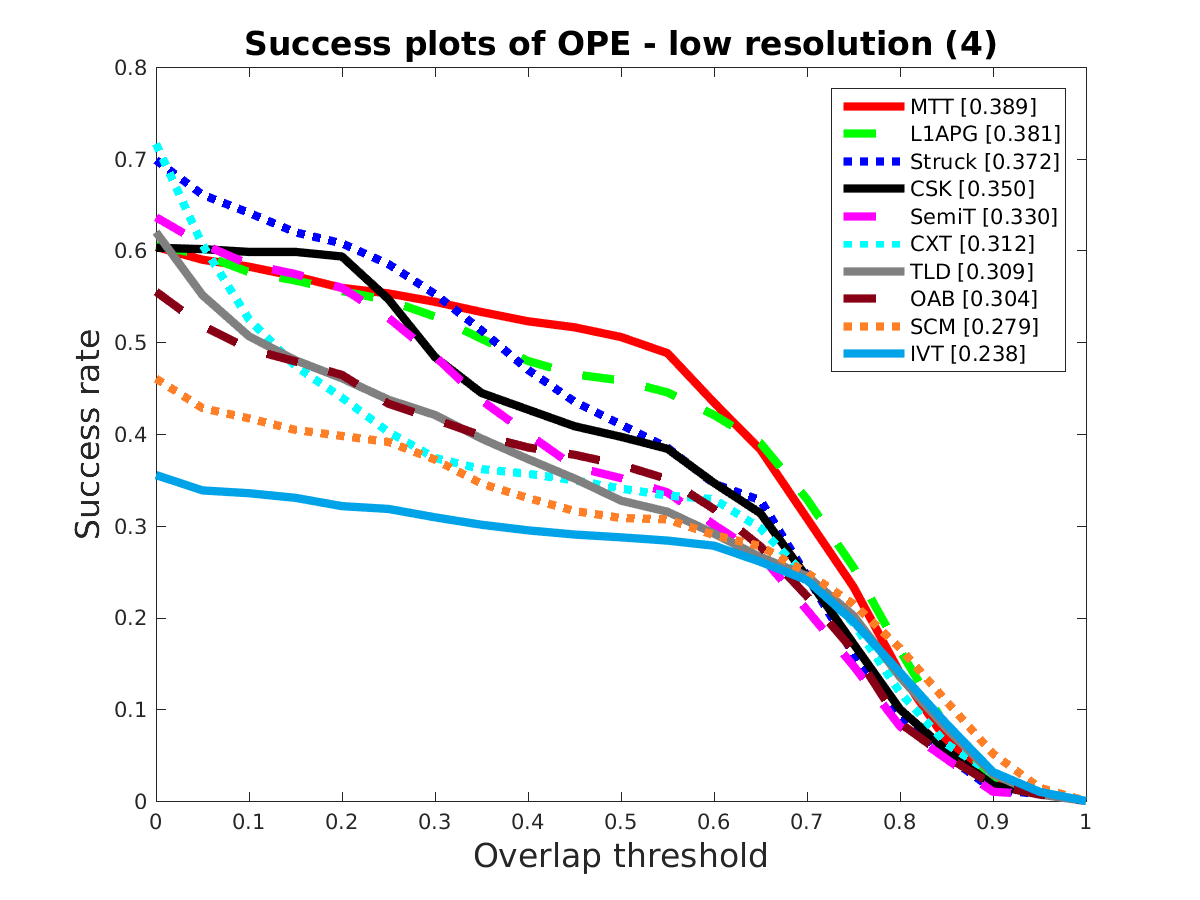 Success plots of OPE - low resolution (4)
0.8
0.7
0.6
0.5
0.4
0.3
0.2
0.1
0
Success rate
MTT [0.389]
L1APG [0.381]
Struck [0.372]
CSK [0.350]
SemiT [0.330]
CXT [0.312]
TLD [0.309]
OAB [0.304]
SCM [0.279]
IVT [0.238]
0 0.1 0.2 0.3 0.4 0.5 0.6 0.7 0.8 0.9 1
Overlap threshold